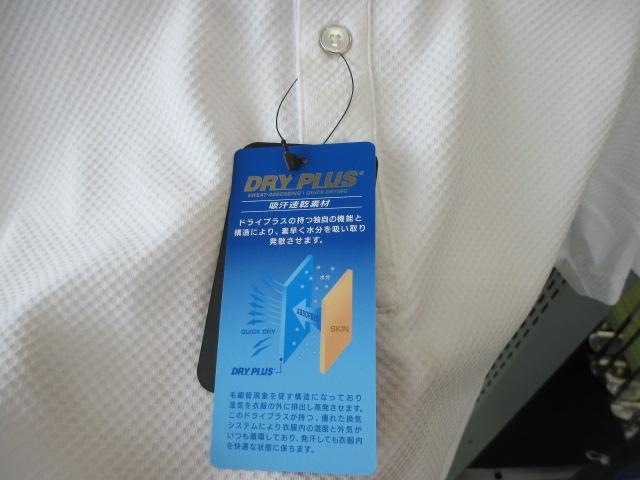 DRY PLUS®
SWEAT-ABSORBING | QUICK-DRYING
吸汗速乾素材
ドライプラスの持つ独自の機能と
構造により、素早く水分を吸い取り
発散させます。
水分
ABSORBED
QUICK DRY
SKIN
DRY PLUS®
毛細管現象を促す構造になっており
湿気を衣服の外に排出し蒸発させます。
このドライプラスが持つ、優れた換気
システムにより衣服内の湿度と外気が
いつも循環しており、発汗しても衣服内
を快適な状態に保ちます。